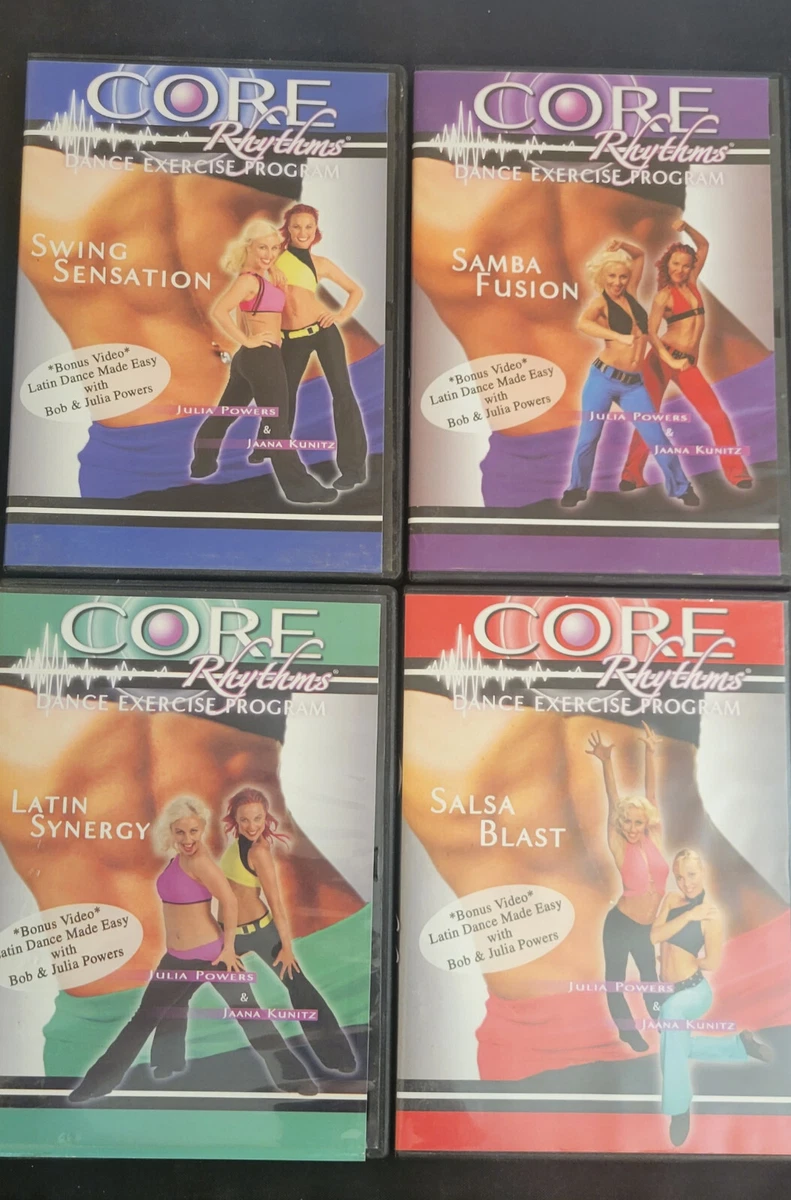 CORE
Rhythms®
DANCE EXERCISE PROGRAM
SWING
SENSATION
*Bonus Video*
Latin Dance Made Easy
with
Bob & Julia Powers
JULIA POWERS
&
JAANA KUNITZ
CORE
Rhythms®
DANCE EXERCISE PROGRAM
SAMBA
FUSION
*Bonus Video*
Latin Dance Made Easy
with
Bob & Julia Powers
JULIA POWERS
&
JAANA KUNITZ
CORE
Rhythms®
DANCE EXERCISE PROGRAM
LATIN
SYNERGY
*Bonus Video*
atin Dance Made Easy
with
Bob & Julia Powers
JULIA POWERS
&
JAANA KUNITZ
CORE
Rhythms®
DANCE EXERCISE PROGRAM
SALSA
BLAST
*Bonus Video*
Latin Dance Made Easy
with
Bob & Julia Powers
JULIA POWERS
&
JAANA KUNITZ